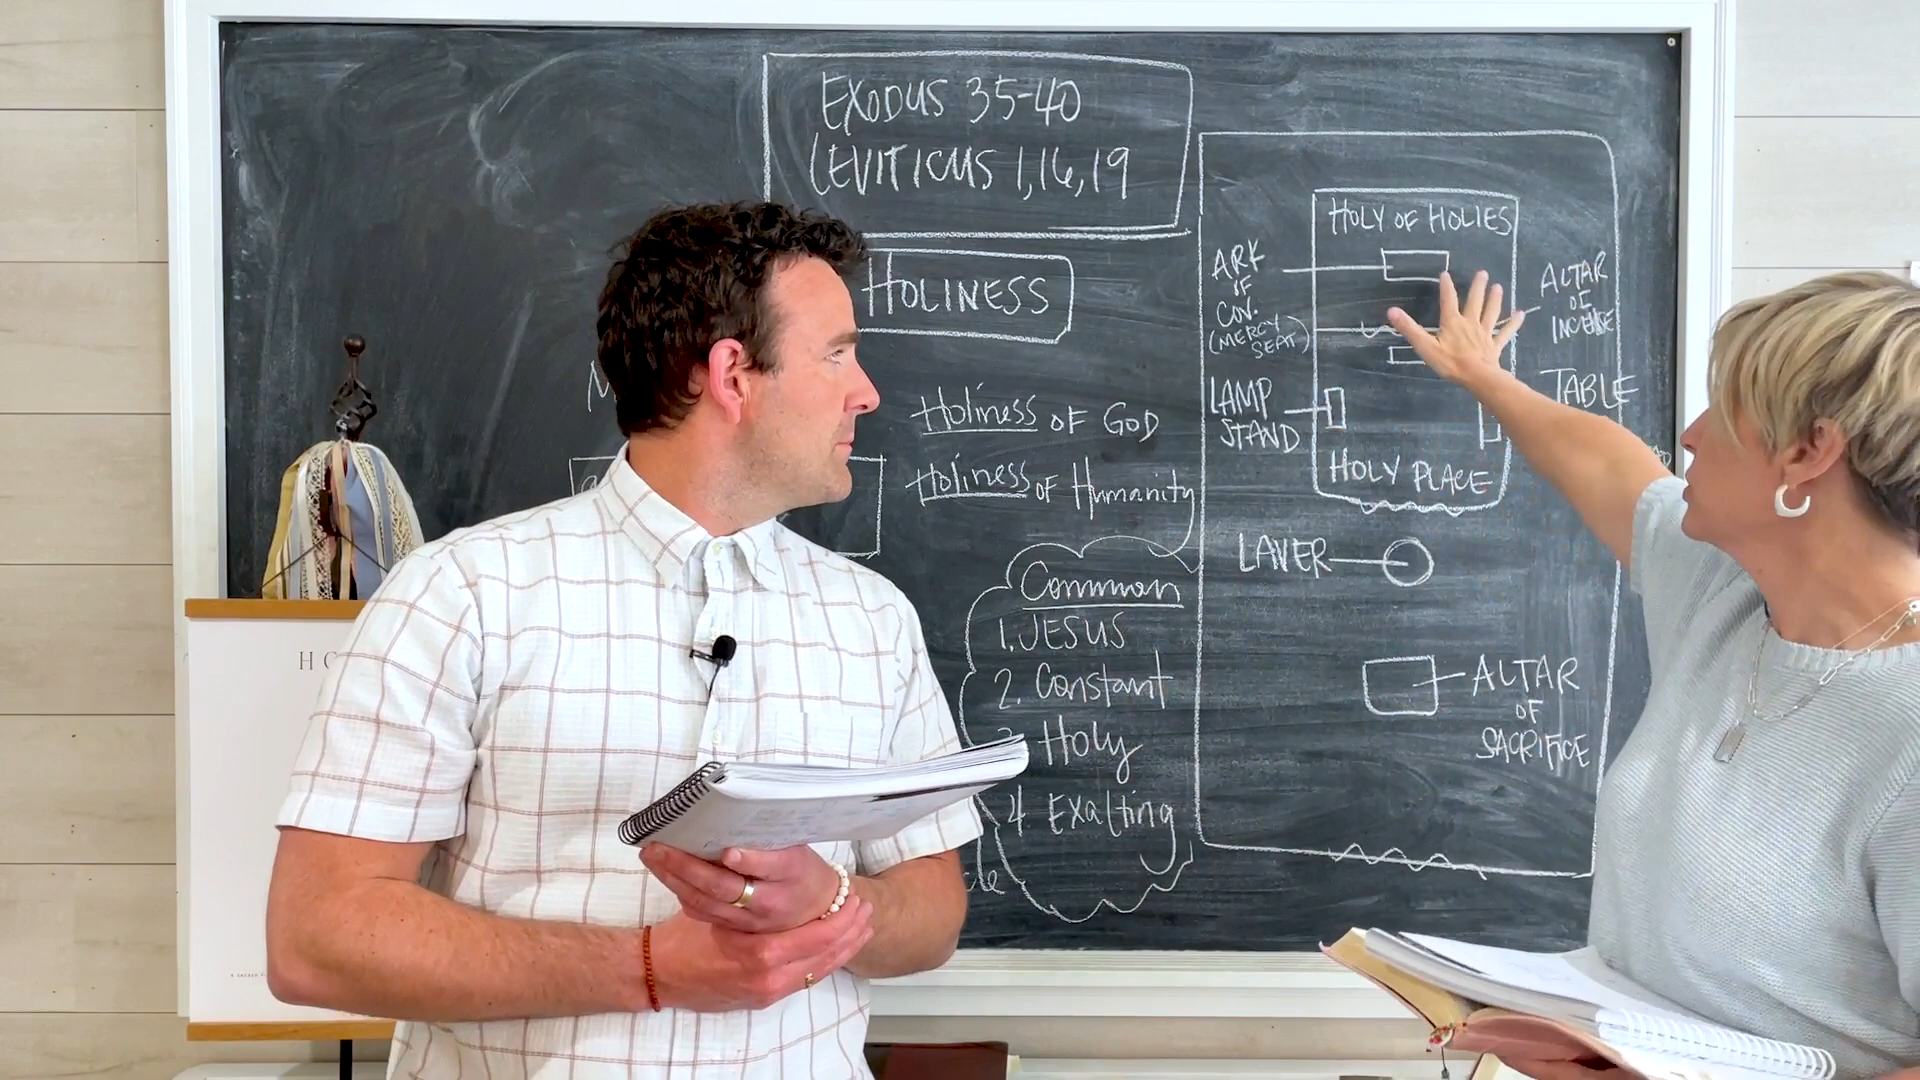 EXODUS 35-40
LEVITICUS 1,16,19
HOLINESS
Holiness OF GOD
Holiness OF Humanity
Common
1. JESUS
2. Constant
Holy
4 Exalting
HOLY OF HOLIES
ARK
OF
COV.
(MERCY
SEAT)
ALTAR
OF
INCENSE
LAMP
STAND
TABLE
HOLY PLACE
LAVER
ALTAR
OF
SACRIFICE